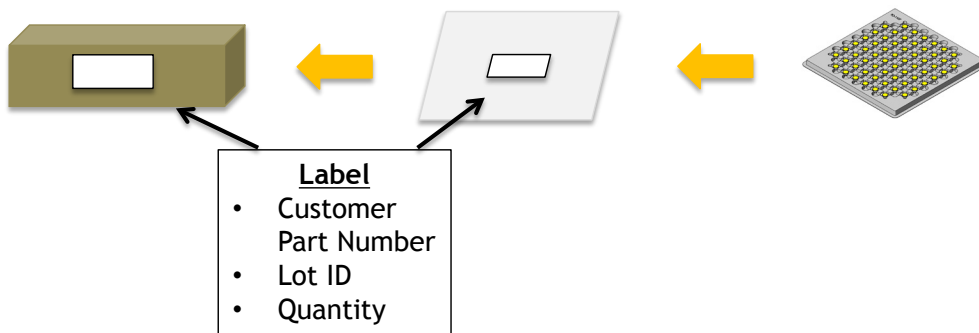 Label
• Customer
Part Number
• Lot ID
• Quantity